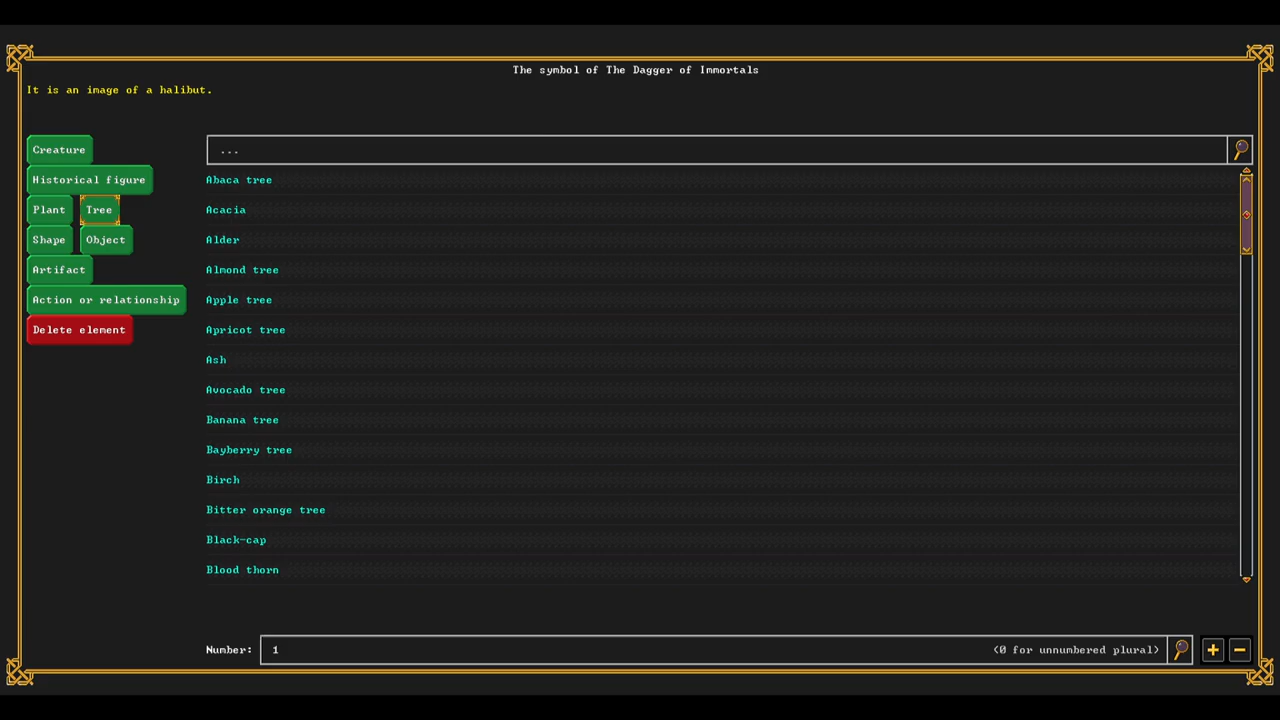 The symbol of The Dagger of Immortals
It is an image of a halibut.
Creature
...
Historical figure
Abaca tree
Plant
Tree
Acacia
Shape
Object
Alder
Artifact
Almond tree
Action or relationship
Apple tree
Delete element
Apricot tree
Ash
Avocado tree
Banana tree
Bayberry tree
Birch
Bitter orange tree
Black-cap
Blood thorn
Number: 1 (0 for unnumbered plural)